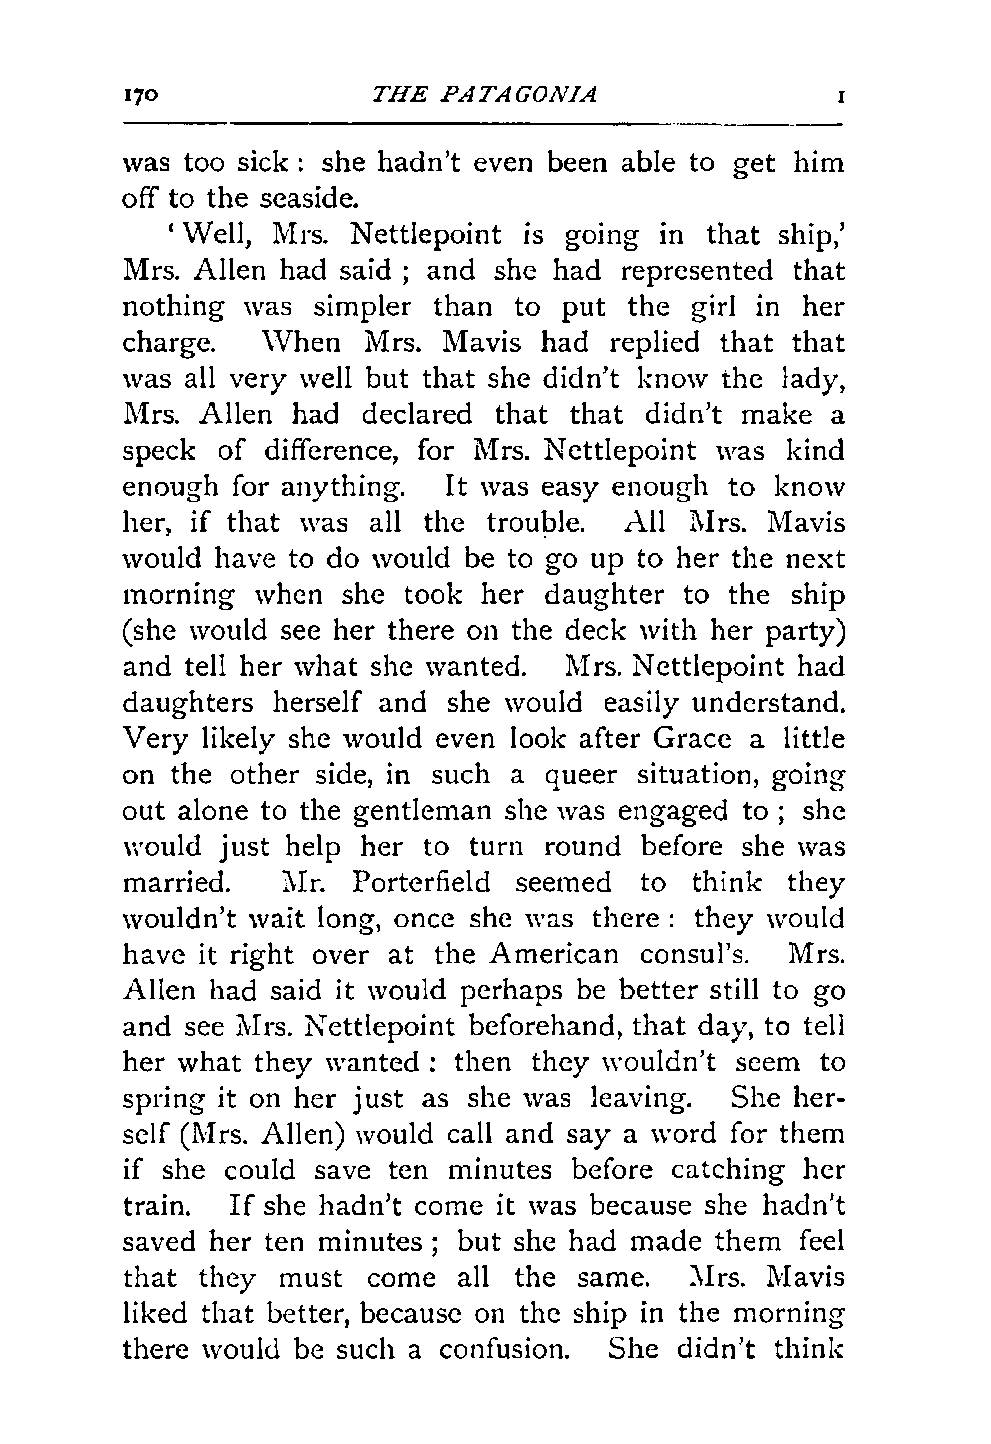 170 THE PATAGONIA I
was too sick : she hadn't even been able to get him
off to the seaside.
‘ Well, Mrs. Nettlepoint is going in that ship,’
Mrs. Allen had said ; and she had represented that
nothing was simpler than to put the girl in her
charge. When Mrs. Mavis had replied that that
was all very well but that she didn't know the lady,
Mrs. Allen had declared that that didn't make a
speck of difference, for Mrs. Nettlepoint was kind
enough for anything. It was easy enough to know
her, if that was all the trouble. All Mrs. Mavis
would have to do would be to go up to her the next
morning when she took her daughter to the ship
(she would see her there on the deck with her party)
and tell her what she wanted. Mrs. Nettlepoint had
daughters herself and she would easily understand.
Very likely she would even look after Grace a little
on the other side, in such a queer situation, going
out alone to the gentleman she was engaged to ; she
would just help her to turn round before she was
married. Mr. Porterfield seemed to think they
wouldn't wait long, once she was there : they would
have it right over at the American consul's. Mrs.
Allen had said it would perhaps be better still to go
and see Mrs. Nettlepoint beforehand, that day, to tell
her what they wanted : then they wouldn't seem to
spring it on her just as she was leaving. She her-
self (Mrs. Allen) would call and say a word for them
if she could save ten minutes before catching her
train. If she hadn't come it was because she hadn't
saved her ten minutes ; but she had made them feel
that they must come all the same. Mrs. Mavis
liked that better, because on the ship in the morning
there would be such a confusion. She didn't think